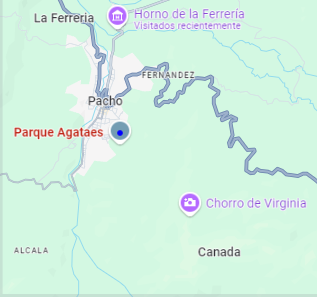 La Ferreria
Horno de la Ferrería
Visitados recientemente
FERNANDEZ
Pacho
Parque Agataes
Chorro de Virginia
ALCALA
Canada